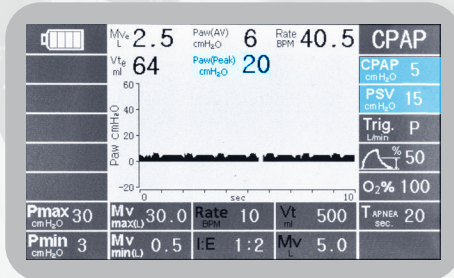 MVe L 2.5 Paw(AV) cmH₂O 6 Rate BPM 40.5 CPAP
Vte ml 64 Paw(Peak) cmH₂O 20 CPAP cmH₂O 5
60
PSV cmH₂O 15
40
Paw cmH₂O
Trig. L/min P
20
% 50
0
O₂% 100
-20 0 sec 10
Pmax cmH₂O 30 Mv max(L) 30.0 Rate BPM 10 Vt ml 500 TAPNEA sec. 20
Pmin cmH₂O 3 Mv min(L) 0.5 I:E 1:2 Mv L 5.0